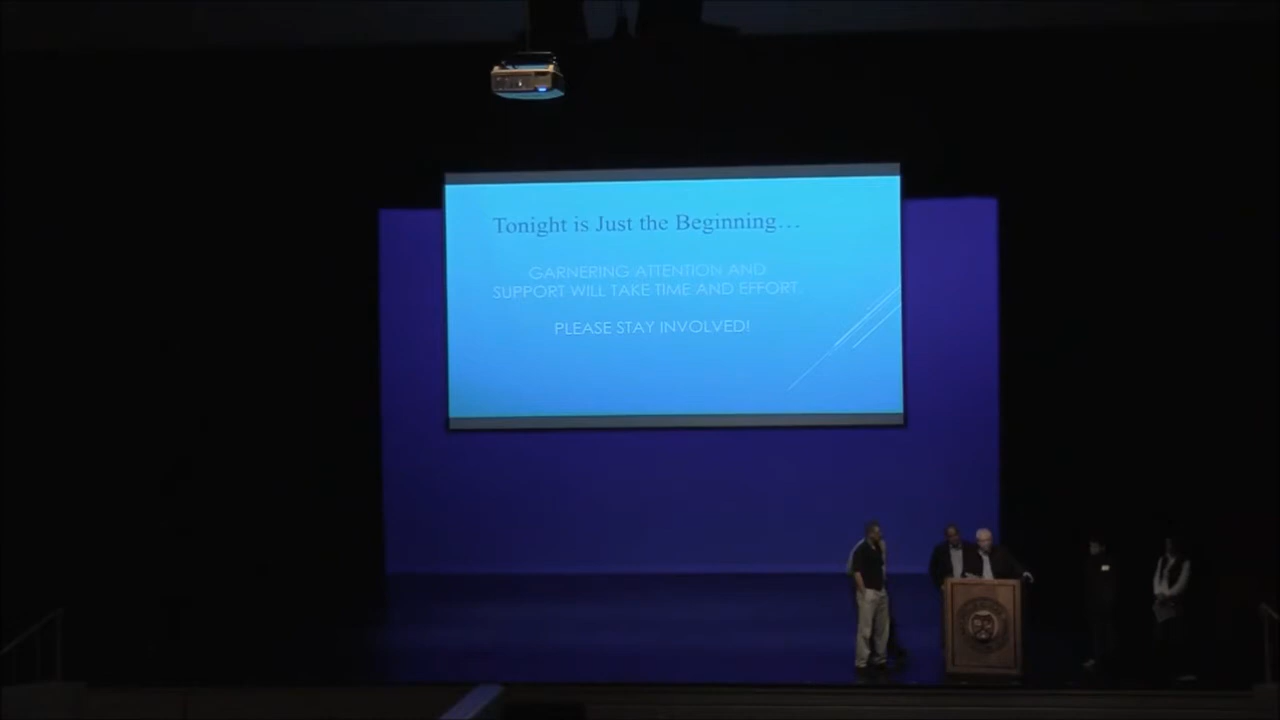 Tonight is Just the Beginning...
GARNERING ATTENTION AND
SUPPORT WILL TAKE TIME AND EFFORT.
PLEASE STAY INVOLVED!